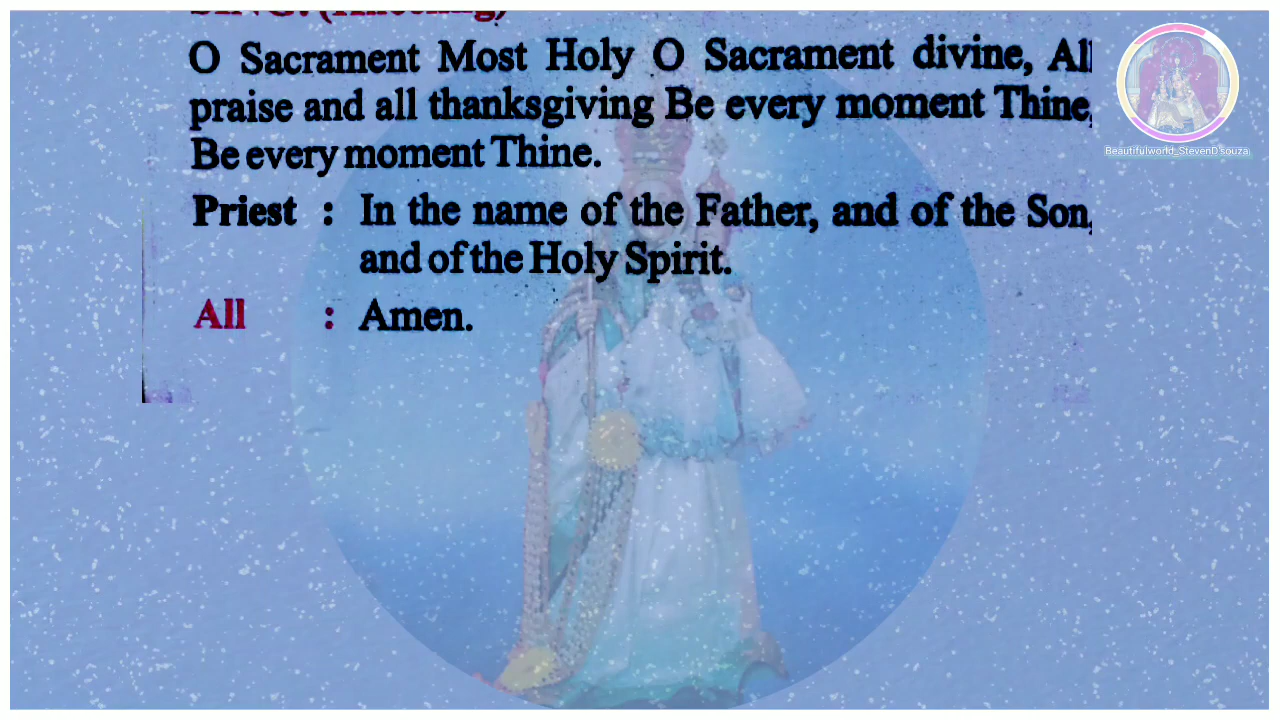 O Sacrament Most Holy O Sacrament divine, All
praise and all thanksgiving Be every moment Thine,
Be every moment Thine.
Priest : In the name of the Father, and of the Son,
and of the Holy Spirit.
All : Amen.
Beautifulworld_StevenD'souza